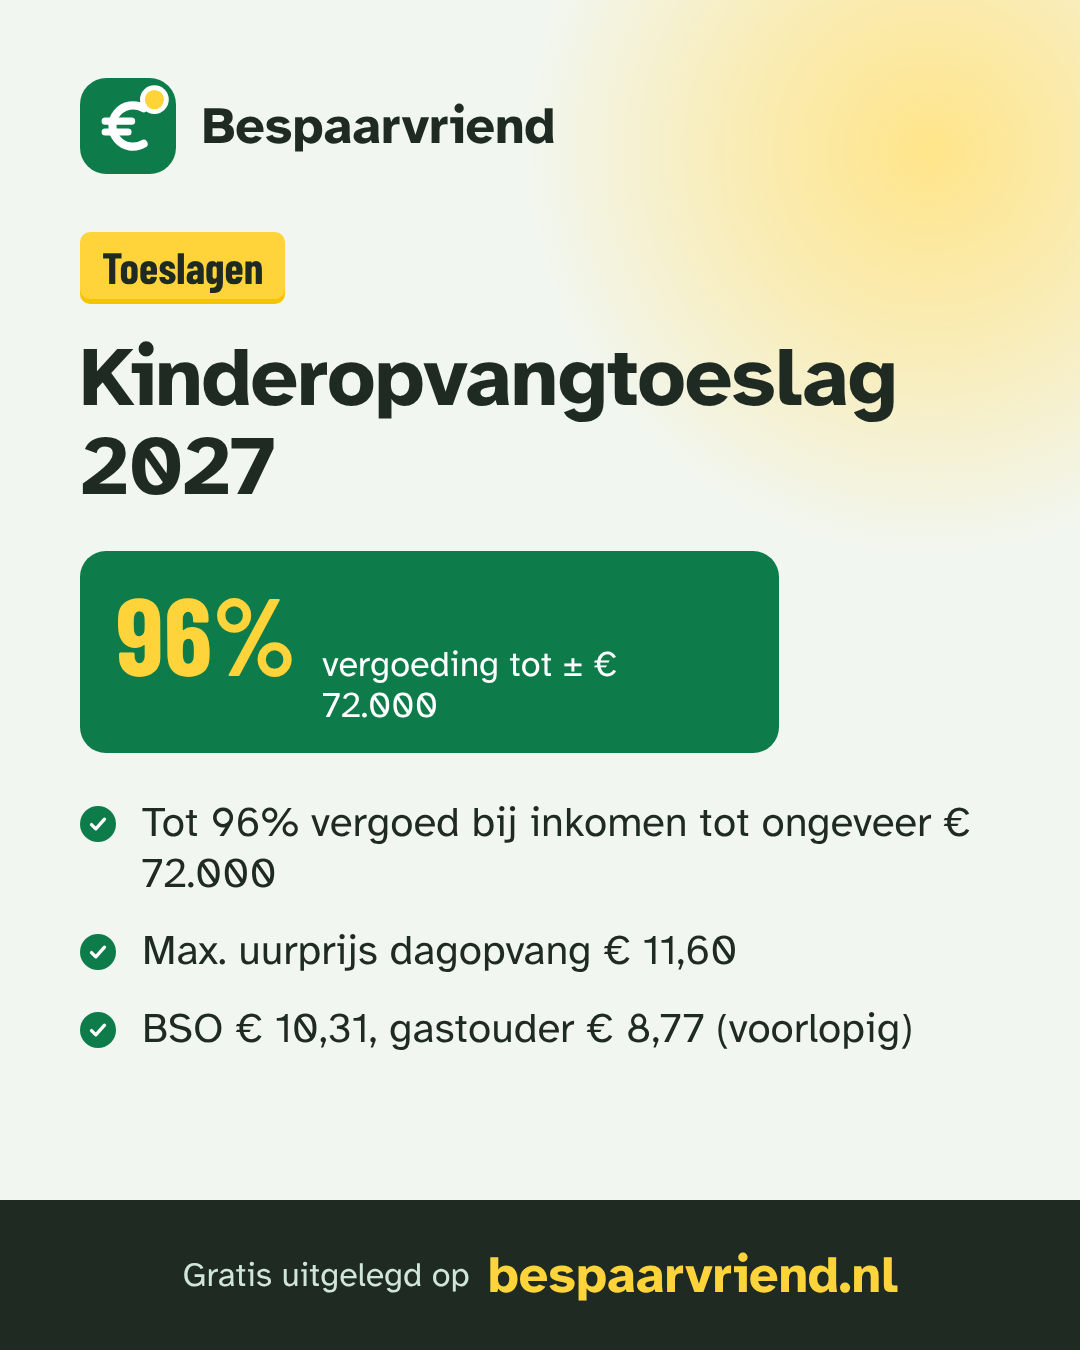 € Bespaarvriend
Toeslagen
Kinderopvangtoeslag
2027
96% vergoeding tot ± €
72.000
Tot 96% vergoed bij inkomen tot ongeveer €
72.000
Max. uurprijs dagopvang € 11,60
BSO € 10,31, gastouder € 8,77 (voorlopig)
Gratis uitgelegd op bespaarvriend.nl